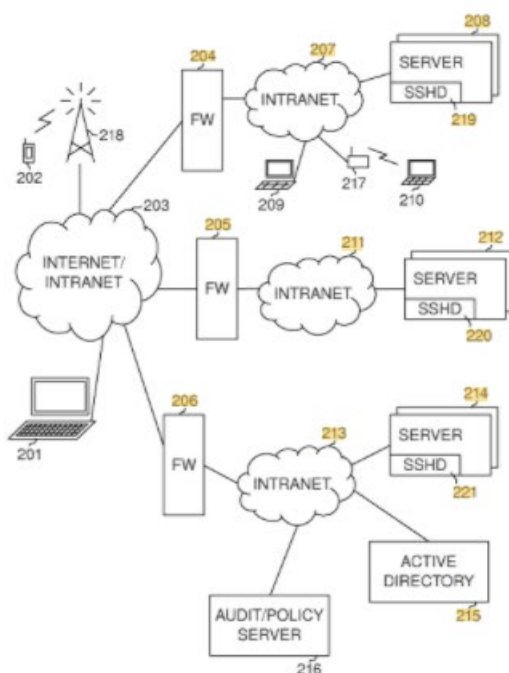 208
204
207
SERVER
SSHD
INTRANET
FW
219
218
202
217
209
210
203
205
211
212
INTERNET/
INTRANET
FW
INTRANET
SERVER
SSHD
220
206
213
214
201
FW
INTRANET
SERVER
SSHD
221
ACTIVE
DIRECTORY
215
AUDIT/POLICY
SERVER
216